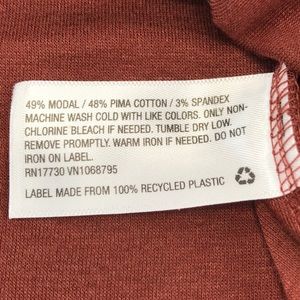 49% MODAL / 48% PIMA COTTON / 3% SPANDEX
MACHINE WASH COLD WITH LIKE COLORS. ONLY NON-
CHLORINE BLEACH IF NEEDED. TUMBLE DRY LOW.
REMOVE PROMPTLY. WARM IRON IF NEEDED. DO NOT
IRON ON LABEL.
RN17730 VN1068795
LABEL MADE FROM 100% RECYCLED PLASTIC